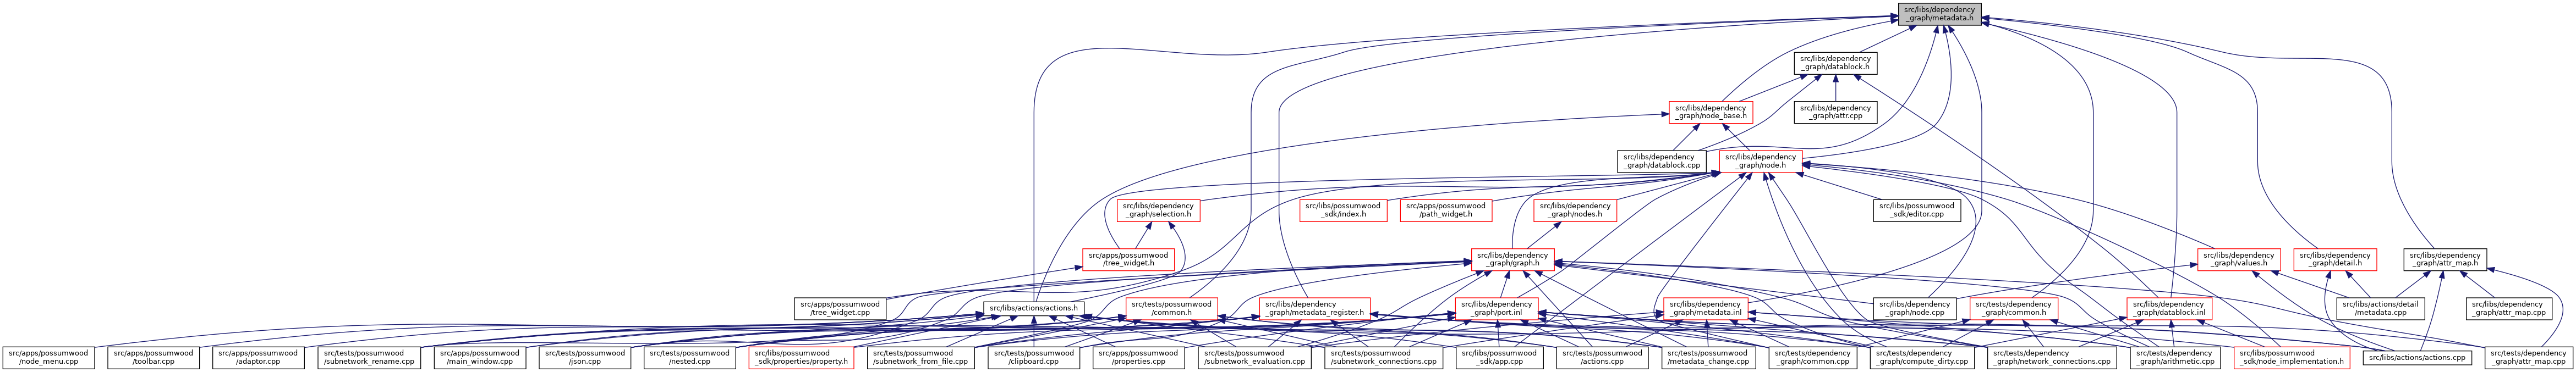 src/libs/dependency
_graph/metadata.h
src/libs/dependency
_graph/datablock.h
src/libs/dependency
_graph/node_base.h
src/libs/dependency
_graph/attr.cpp
src/libs/dependency
_graph/datablock.cpp
src/libs/dependency
_graph/node.h
src/libs/dependency
_graph/selection.h
src/libs/possumwood
_sdk/index.h
src/apps/possumwood
/path_widget.h
src/libs/dependency
_graph/nodes.h
src/libs/possumwood
_sdk/editor.cpp
src/apps/possumwood
/tree_widget.h
src/libs/dependency
_graph/graph.h
src/libs/dependency
_graph/values.h
src/libs/dependency
_graph/detail.h
src/libs/dependency
_graph/attr_map.h
src/apps/possumwood
/tree_widget.cpp
src/libs/actions/actions.h
src/tests/possumwood
/common.h
src/libs/dependency
_graph/metadata_register.h
src/libs/dependency
_graph/port.inl
src/libs/dependency
_graph/metadata.inl
src/libs/dependency
_graph/node.cpp
src/tests/dependency
_graph/common.h
src/libs/dependency
_graph/datablock.inl
src/libs/actions/detail
/metadata.cpp
src/libs/dependency
_graph/attr_map.cpp
src/apps/possumwood
/node_menu.cpp
src/apps/possumwood
/toolbar.cpp
src/apps/possumwood
/adaptor.cpp
src/tests/possumwood
/subnetwork_rename.cpp
src/apps/possumwood
/main_window.cpp
src/tests/possumwood
/json.cpp
src/tests/possumwood
/nested.cpp
src/libs/possumwood
_sdk/properties/property.h
src/tests/possumwood
/subnetwork_from_file.cpp
src/tests/possumwood
/clipboard.cpp
src/apps/possumwood
/properties.cpp
src/tests/possumwood
/subnetwork_evaluation.cpp
src/tests/possumwood
/subnetwork_connections.cpp
src/libs/possumwood
_sdk/app.cpp
src/tests/possumwood
/actions.cpp
src/tests/possumwood
/metadata_change.cpp
src/tests/dependency
_graph/common.cpp
src/tests/dependency
_graph/compute_dirty.cpp
src/tests/dependency
_graph/network_connections.cpp
src/tests/dependency
_graph/arithmetic.cpp
src/libs/possumwood
_sdk/node_implementation.h
src/libs/actions/actions.cpp
src/tests/dependency
_graph/attr_map.cpp